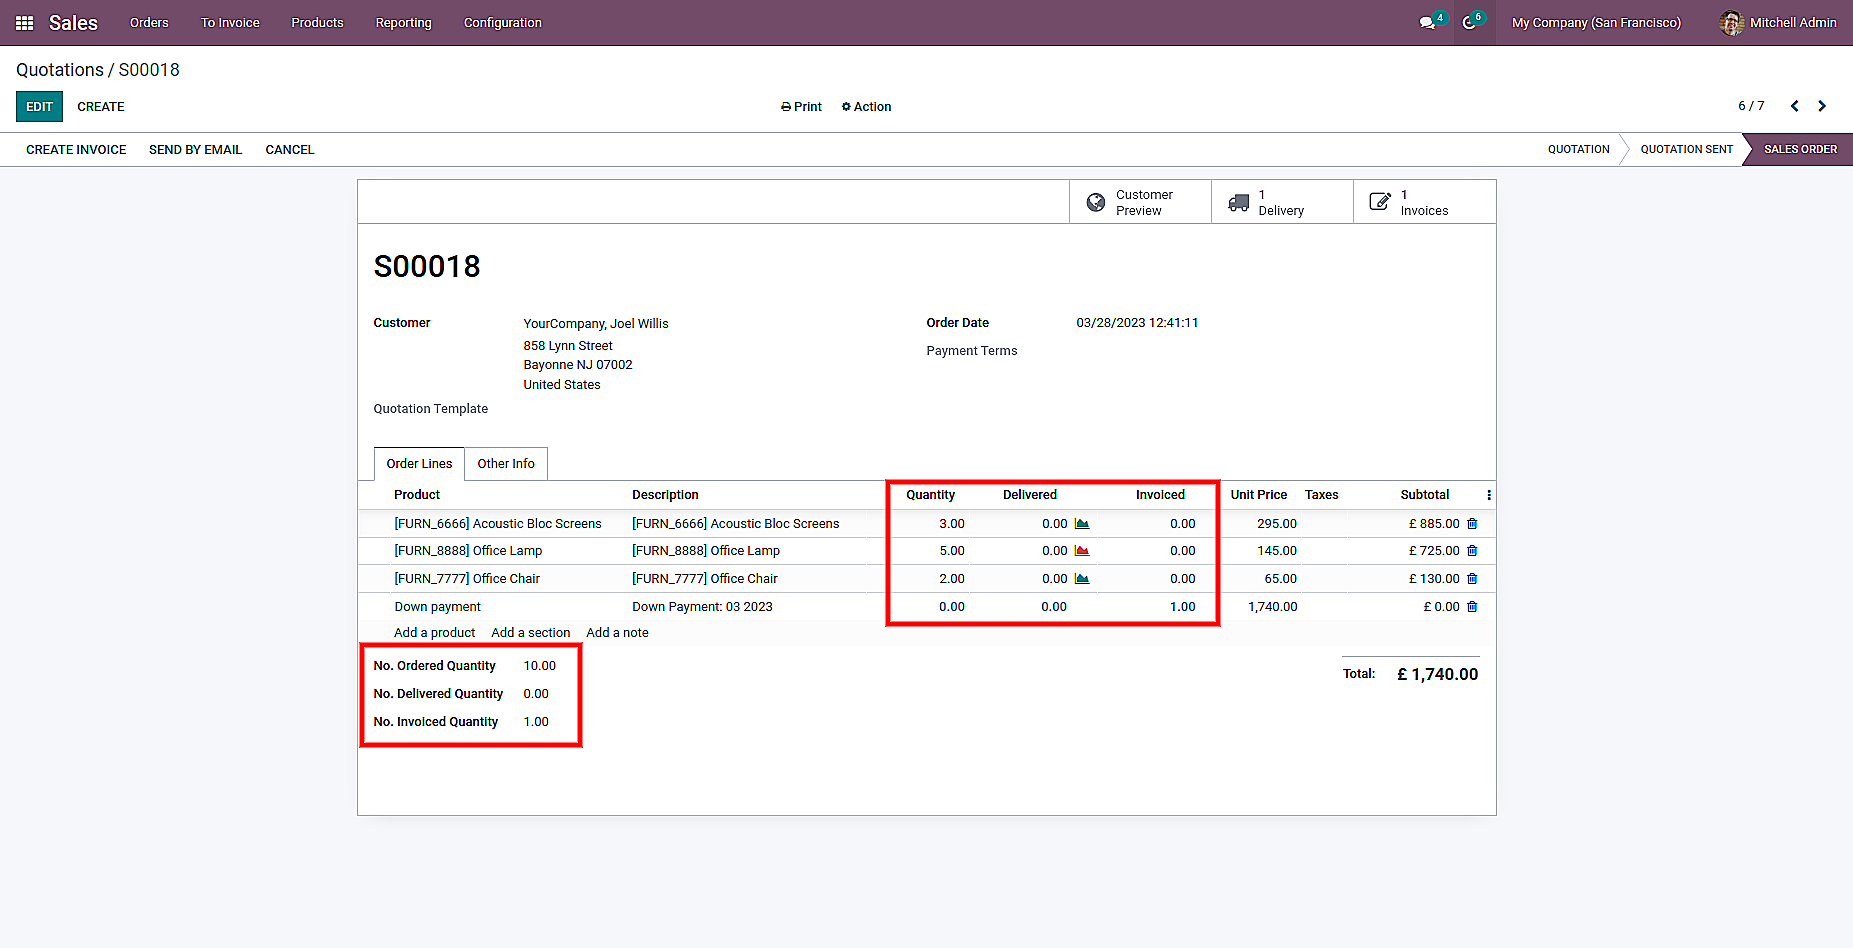 Sales Orders To Invoice Products Reporting Configuration 4 6 My Company (San Francisco) Mitchell Admin
Quotations / S00018
EDIT CREATE Print Action 6 / 7
CREATE INVOICE SEND BY EMAIL CANCEL QUOTATION QUOTATION SENT SALES ORDER
Customer Preview 1 Delivery 1 Invoices
S00018
Customer YourCompany, Joel Willis Order Date 03/28/2023 12:41:11
858 Lynn Street Payment Terms
Bayonne NJ 07002
United States
Quotation Template
Order Lines Other Info
Product Description Quantity Delivered Invoiced Unit Price Taxes Subtotal
[FURN_6666] Acoustic Bloc Screens [FURN_6666] Acoustic Bloc Screens 3.00 0.00 0.00 295.00 £ 885.00
[FURN_8888] Office Lamp [FURN_8888] Office Lamp 5.00 0.00 0.00 145.00 £ 725.00
[FURN_7777] Office Chair [FURN_7777] Office Chair 2.00 0.00 0.00 65.00 £ 130.00
Down payment Down Payment: 03 2023 0.00 0.00 1.00 1,740.00 £ 0.00
Add a product Add a section Add a note
No. Ordered Quantity 10.00 Total: £ 1,740.00
No. Delivered Quantity 0.00
No. Invoiced Quantity 1.00